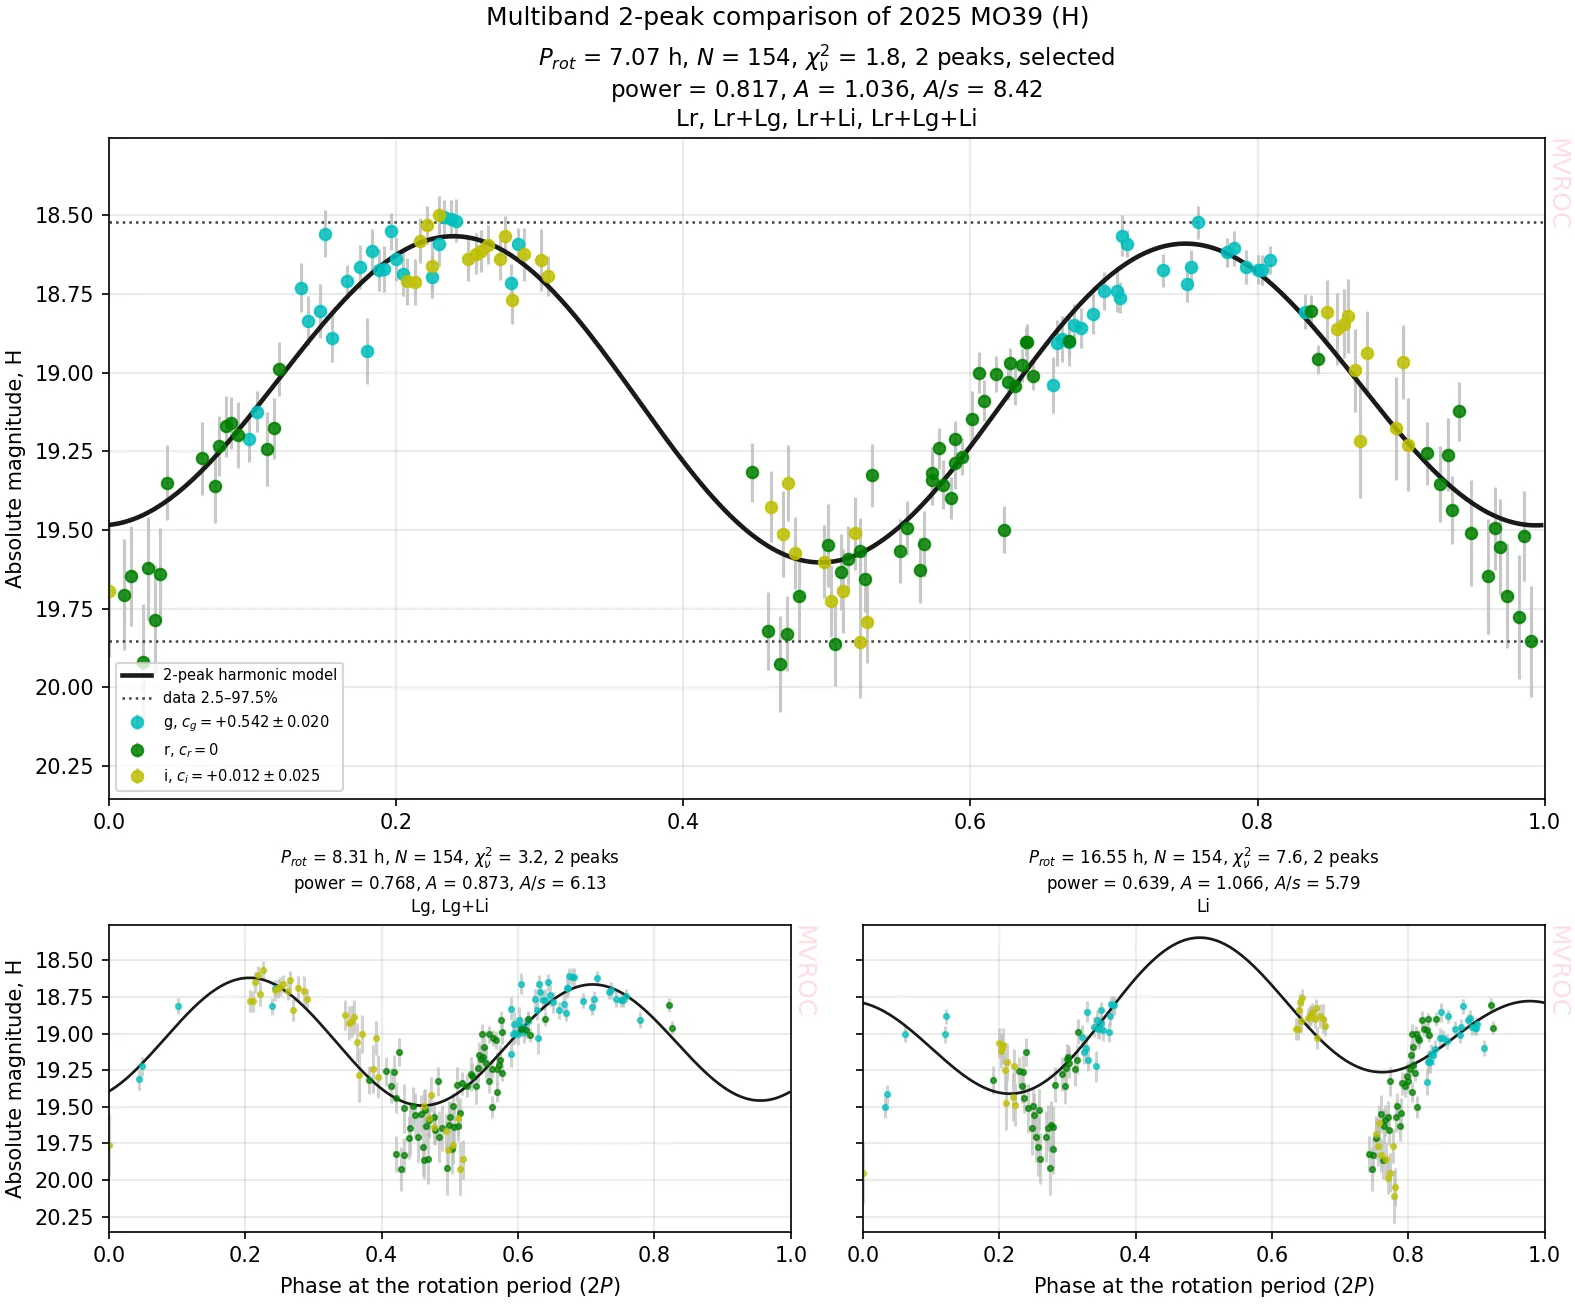 Multiband 2-peak comparison of 2025 MO39 (H)
P_rot = 7.07 h, N = 154, χ²_ν = 1.8, 2 peaks, selected
power = 0.817, A = 1.036, A/s = 8.42
Lr, Lr+Lg, Lr+Li, Lr+Lg+Li
MVROC
Absolute magnitude, H
18.50
18.75
19.00
19.25
19.50
19.75
20.00
20.25
2-peak harmonic model
data 2.5–97.5%
g, c_g = +0.542 ± 0.020
r, c_r = 0
i, c_i = +0.012 ± 0.025
0.0 0.2 0.4 0.6 0.8 1.0
P_rot = 8.31 h, N = 154, χ²_ν = 3.2, 2 peaks
power = 0.768, A = 0.873, A/s = 6.13
Lg, Lg+Li
MVROC
Absolute magnitude, H
18.50
18.75
19.00
19.25
19.50
19.75
20.00
20.25
0.0 0.2 0.4 0.6 0.8 1.0
Phase at the rotation period (2P)
P_rot = 16.55 h, N = 154, χ²_ν = 7.6, 2 peaks
power = 0.639, A = 1.066, A/s = 5.79
Li
MVROC
0.0 0.2 0.4 0.6 0.8 1.0
Phase at the rotation period (2P)